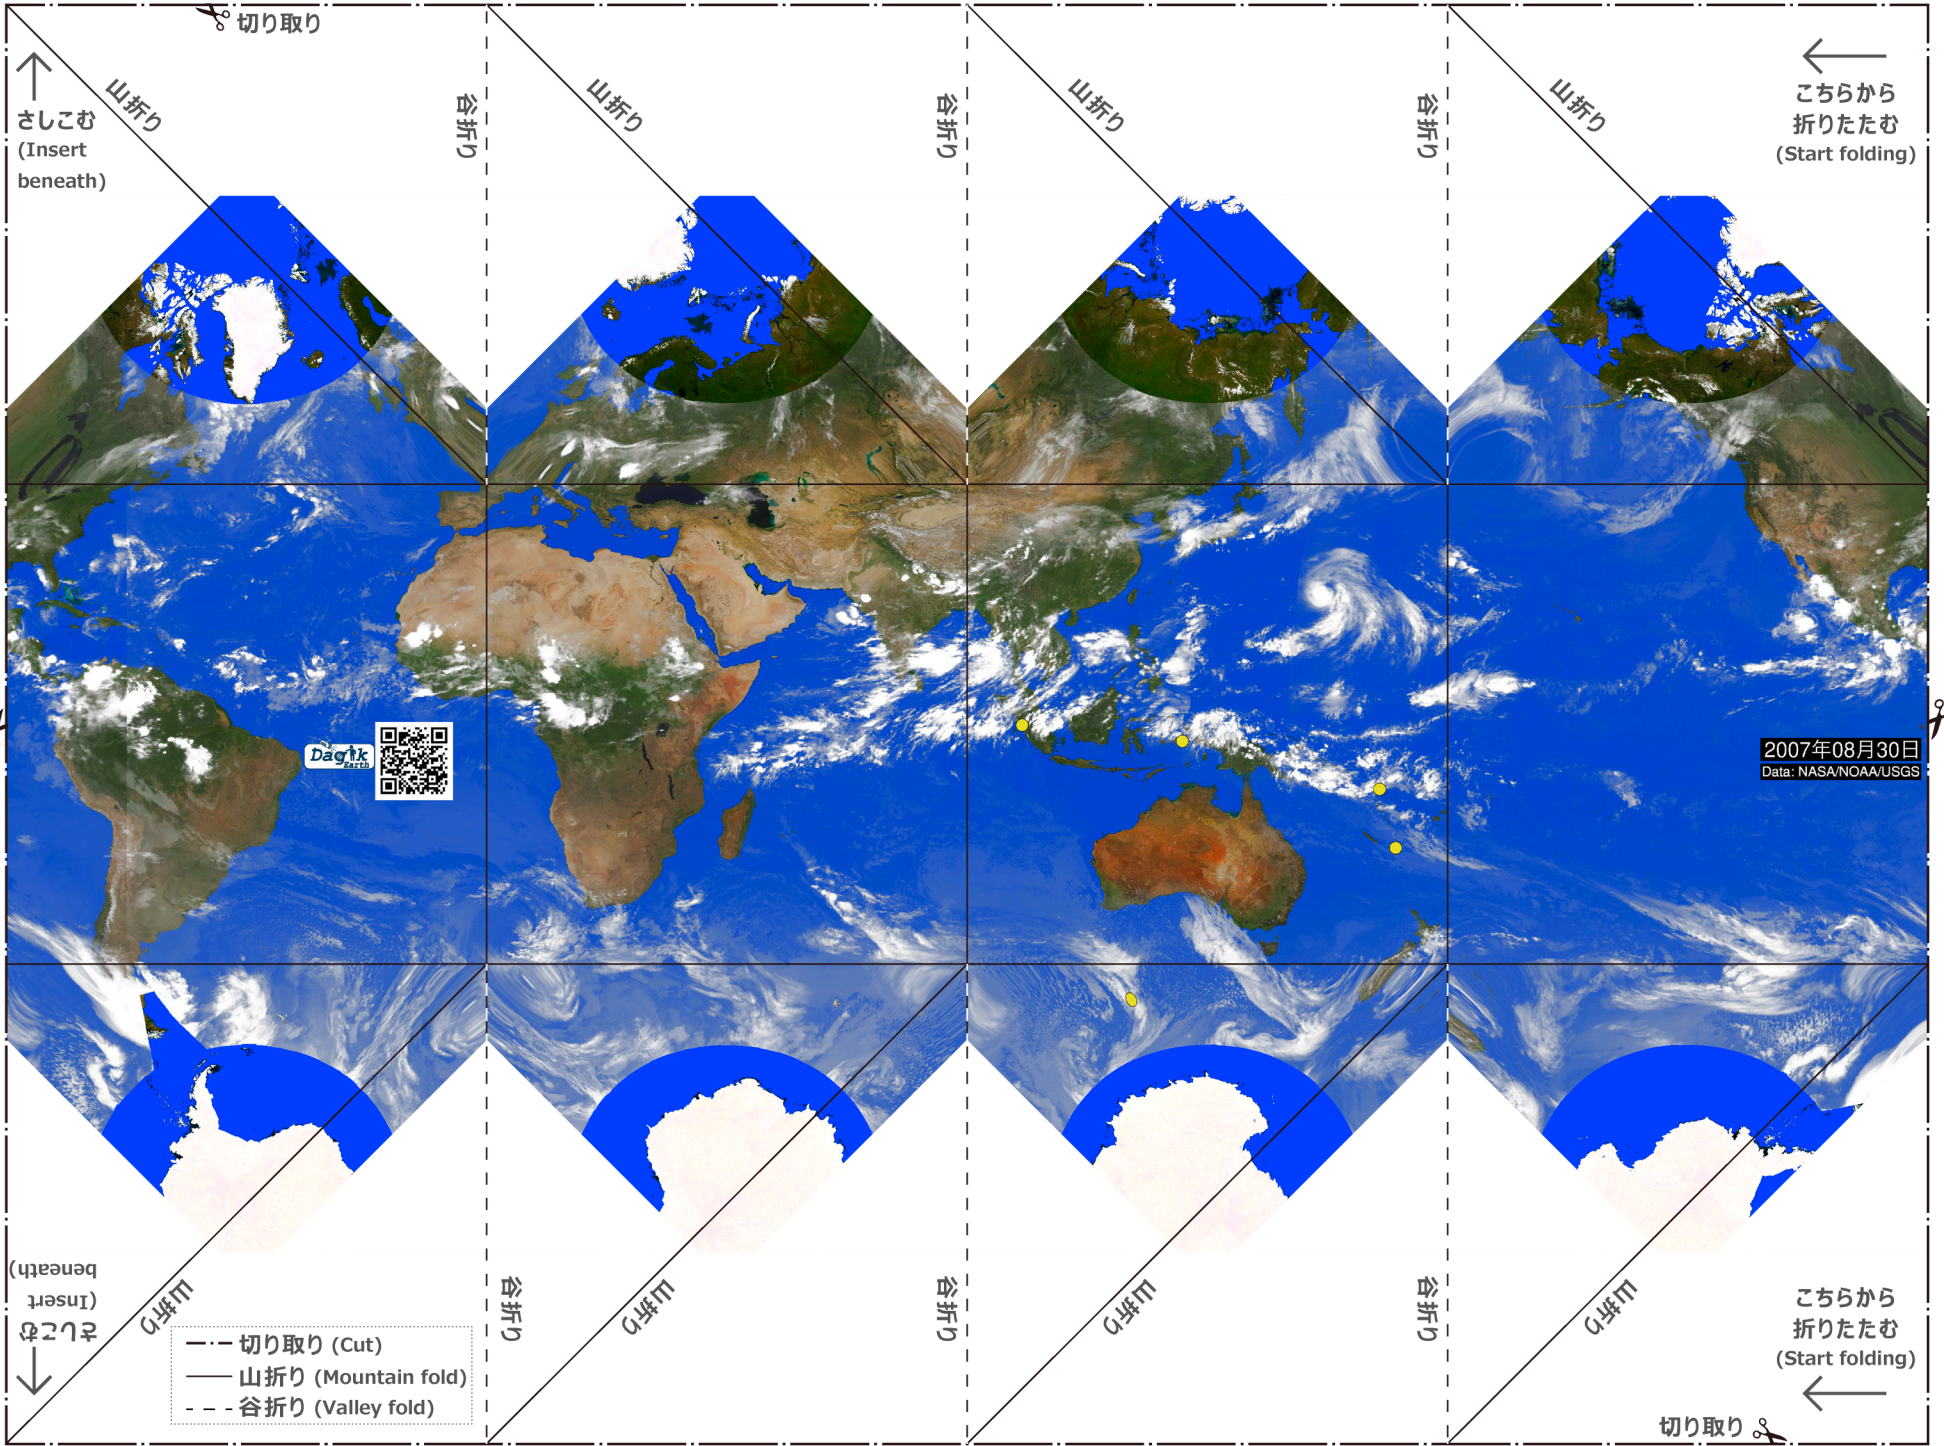 切り取り
山折り
谷折り
山折り
谷折り
山折り
谷折り
山折り
さしこむ
(Insert
beneath)
こちらから
折りたたむ
(Start folding)
Dagik
Earth
2007年08月30日
Data: NASA/NOAA/USGS
さしこむ
(Insert
beneath)
山折り
谷折り
山折り
谷折り
山折り
谷折り
山折り
こちらから
折りたたむ
(Start folding)
切り取り (Cut)
山折り (Mountain fold)
谷折り (Valley fold)
切り取り